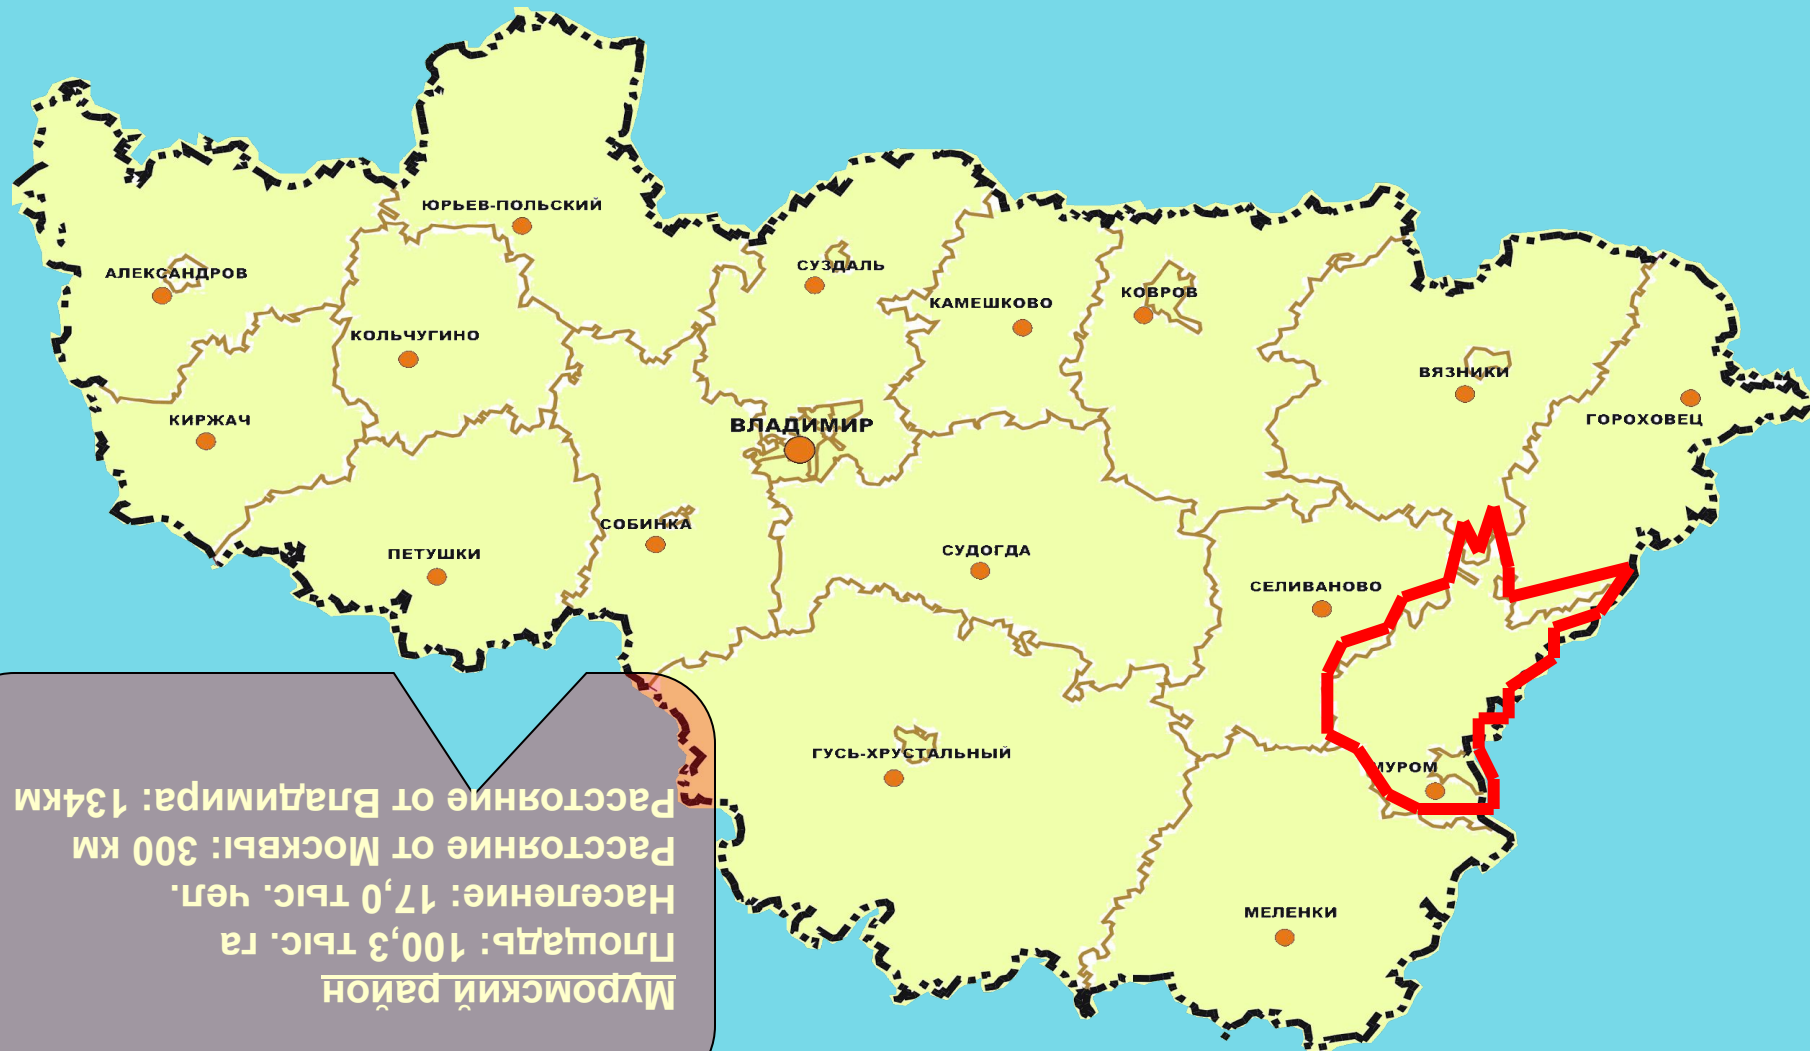 ЮРЬЕВ-ПОЛЬСКИЙ
АЛЕКСАНДРОВ
СУЗДАЛЬ
КАМЕШКОВО
КОВРОВ
КОЛЬЧУГИНО
ВЯЗНИКИ
ГОРОХОВЕЦ
КИРЖАЧ
ВЛАДИМИР
СОБИНКА
ПЕТУШКИ
СУДОГДА
СЕЛИВАНОВО
ГУСЬ-ХРУСТАЛЬНЫЙ
МУРОМ
МЕЛЕНКИ
Муромский район
Площадь: 100,3 тыс. га
Население: 17,0 тыс. чел.
Расстояние от Москвы: 300 км
Расстояние от Владимира: 134км